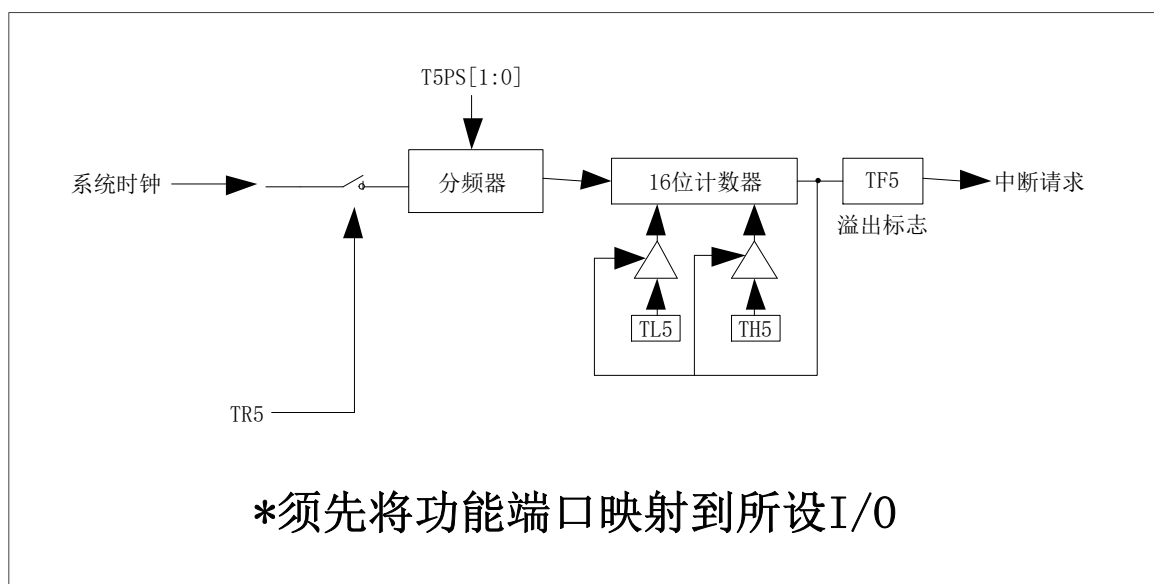 T5PS[1:0]
系统时钟
分频器
16位计数器
TF5
中断请求
溢出标志
TL5
TH5
TR5
*须先将功能端口映射到所设I/O